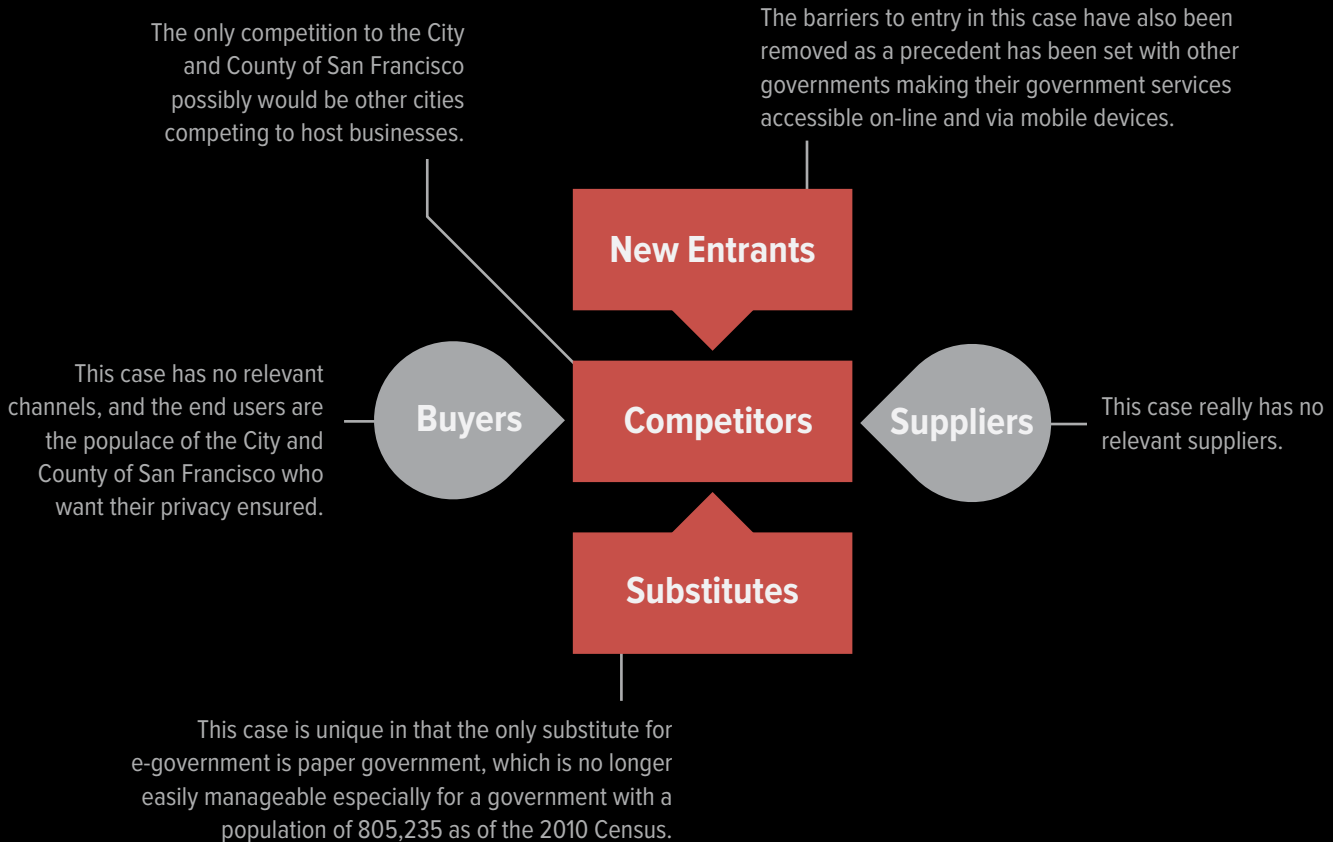 The only competition to the City
and County of San Francisco
possibly would be other cities
competing to host businesses.
The barriers to entry in this case have also been
removed as a precedent has been set with other
governments making their government services
accessible on-line and via mobile devices.
New Entrants
This case has no relevant
channels, and the end users are
the populace of the City and
County of San Francisco who
want their privacy ensured.
Buyers
Competitors
Suppliers
This case really has no
relevant suppliers.
Substitutes
This case is unique in that the only substitute for
e-government is paper government, which is no longer
easily manageable especially for a government with a
population of 805,235 as of the 2010 Census.